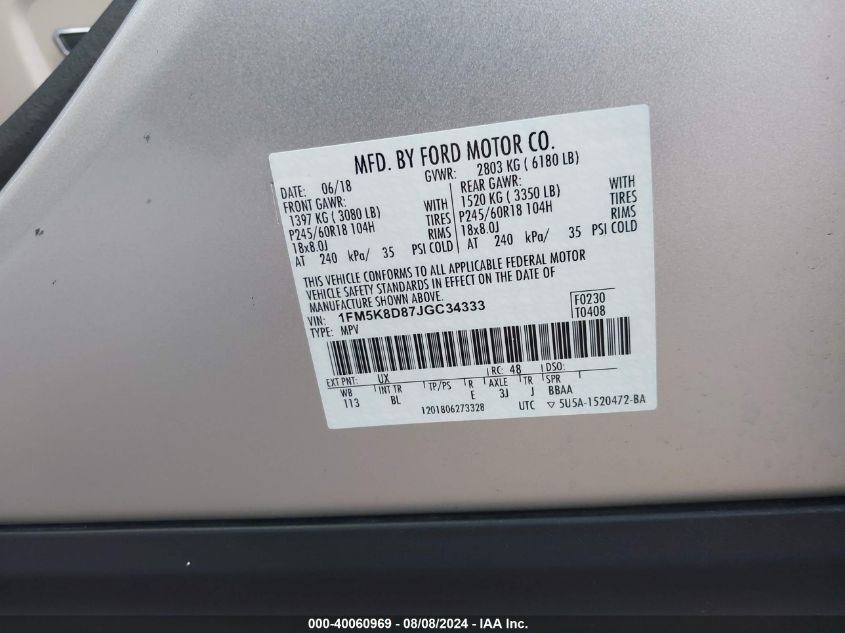 MFD. BY FORD MOTOR CO.
DATE: 06/18 GVWR: 2803 KG ( 6180 LB)
FRONT GAWR: REAR GAWR:
1397 KG ( 3080 LB) WITH 1520 KG ( 3350 LB) WITH
P245/60R18 104H TIRES P245/60R18 104H TIRES
18x8.0J RIMS 18x8.0J RIMS
AT 240 kPa/ 35 PSI COLD AT 240 kPa/ 35 PSI COLD
THIS VEHICLE CONFORMS TO ALL APPLICABLE FEDERAL MOTOR
VEHICLE SAFETY STANDARDS IN EFFECT ON THE DATE OF
MANUFACTURE SHOWN ABOVE.
VIN: 1FM5K8D87JGC34333 F0230
TYPE: MPV T0408
EXT PNT: UX RC: 48 DSO:
WB INT TR TP/PS R AXLE TR SPR
113 BL E 3J J BBAA
1201806273328 UTC ▽ 5U5A-1520472-BA
000-40060969 - 08/08/2024 - IAA Inc.